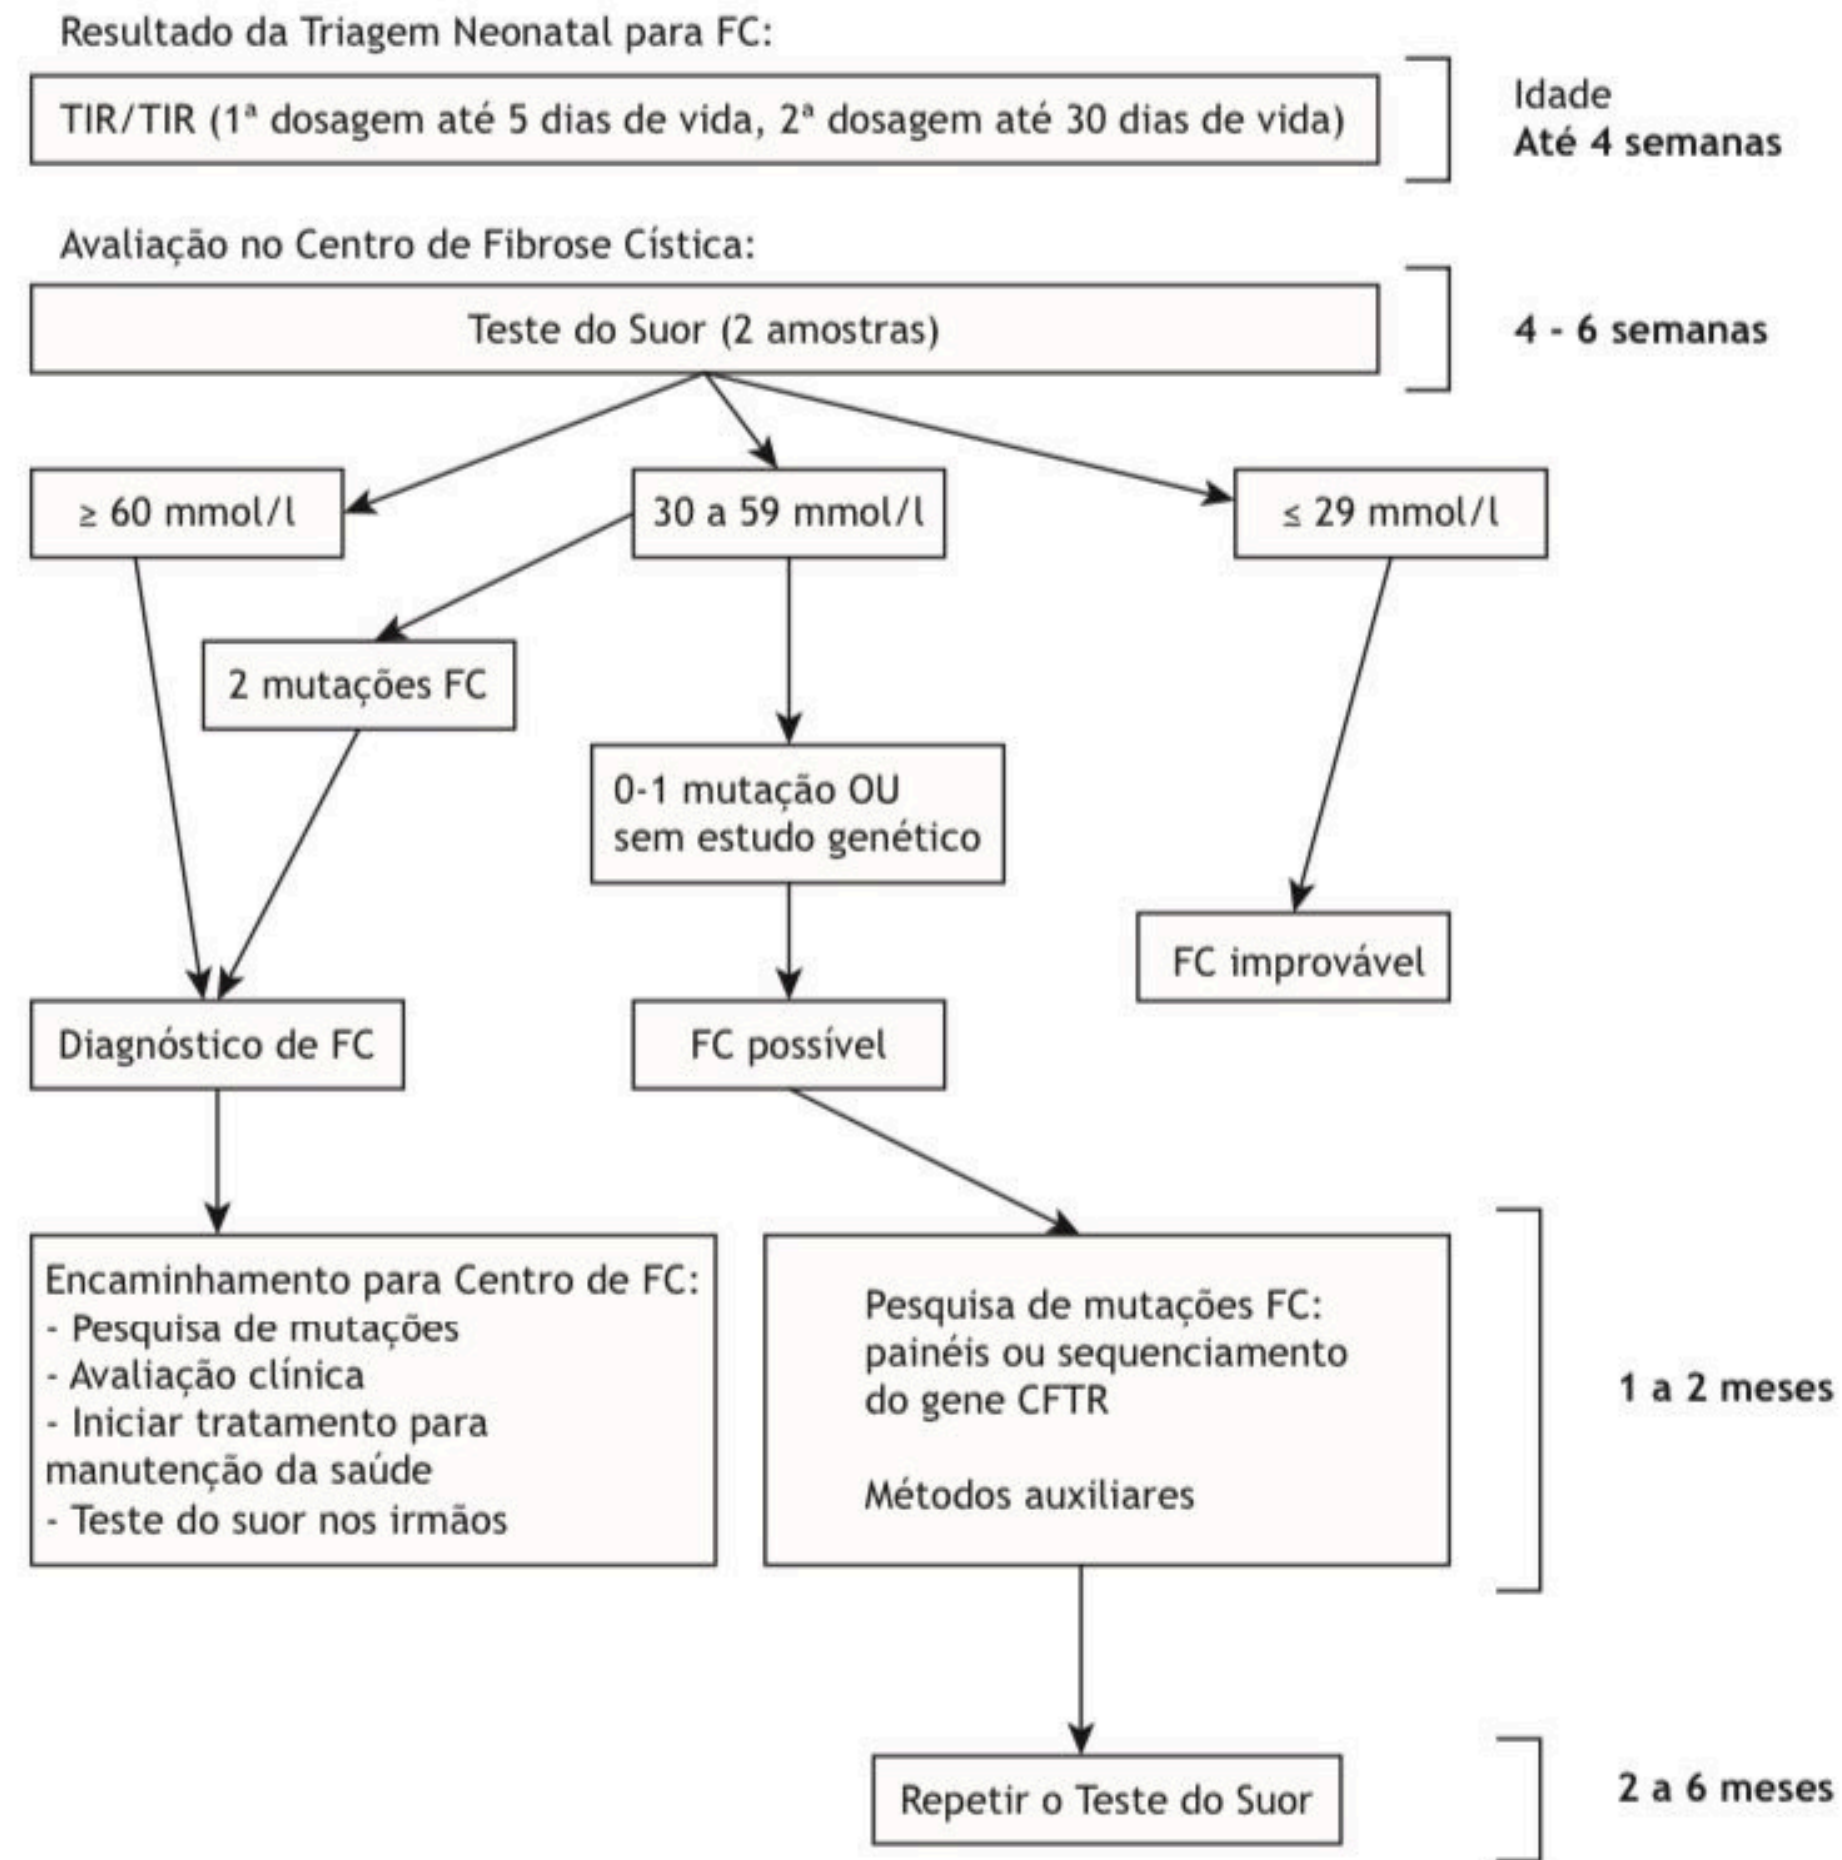 Resultado da Triagem Neonatal para FC:
TIR/TIR (1ª dosagem até 5 dias de vida, 2ª dosagem até 30 dias de vida)
Idade
Até 4 semanas
Avaliação no Centro de Fibrose Cística:
Teste do Suor (2 amostras)
4 - 6 semanas
≥ 60 mmol/l
30 a 59 mmol/l
≤ 29 mmol/l
2 mutações FC
0-1 mutação OU
sem estudo genético
FC improvável
Diagnóstico de FC
FC possível
Encaminhamento para Centro de FC:
- Pesquisa de mutações
- Avaliação clínica
- Iniciar tratamento para
manutenção da saúde
- Teste do suor nos irmãos
Pesquisa de mutações FC:
painéis ou sequenciamento
do gene CFTR
Métodos auxiliares
1 a 2 meses
Repetir o Teste do Suor
2 a 6 meses